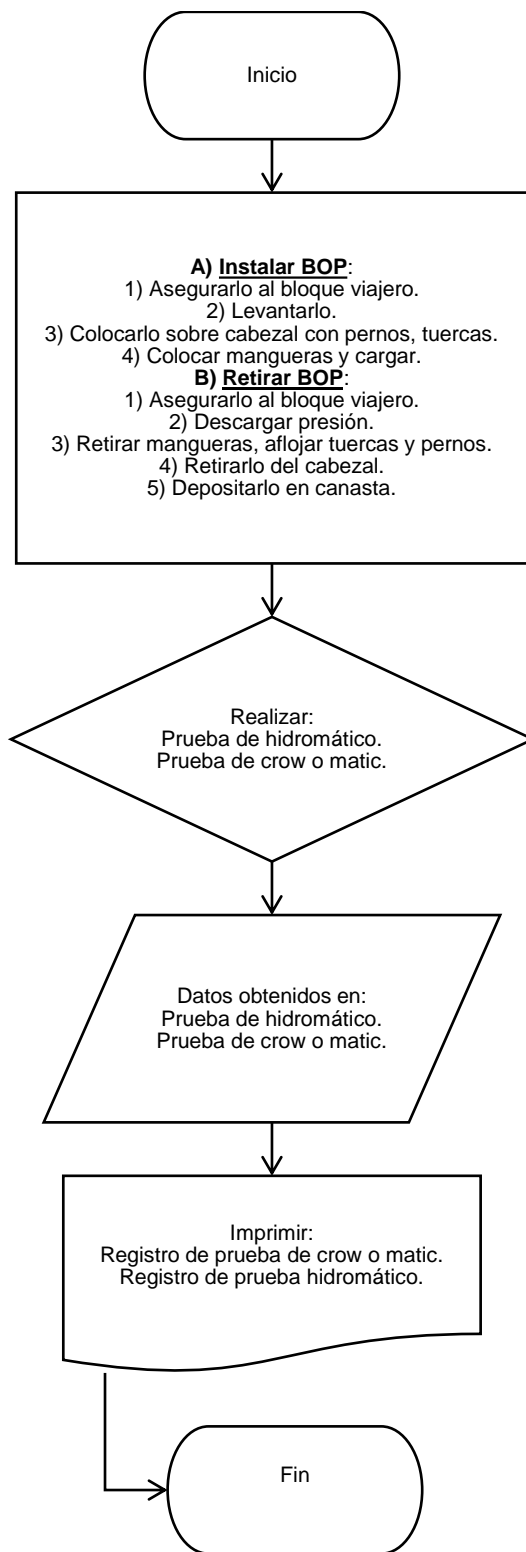 Inicio
A) Instalar BOP:
1) Asegurarlo al bloque viajero.
2) Levantarlo.
3) Colocarlo sobre cabezal con pernos, tuercas.
4) Colocar mangueras y cargar.
B) Retirar BOP:
1) Asegurarlo al bloque viajero.
2) Descargar presión.
3) Retirar mangueras, aflojar tuercas y pernos.
4) Retirarlo del cabezal.
5) Depositarlo en canasta.
Realizar:
Prueba de hidromático.
Prueba de crow o matic.
Datos obtenidos en:
Prueba de hidromático.
Prueba de crow o matic.
Imprimir:
Registro de prueba de crow o matic.
Registro de prueba hidromático.
Fin